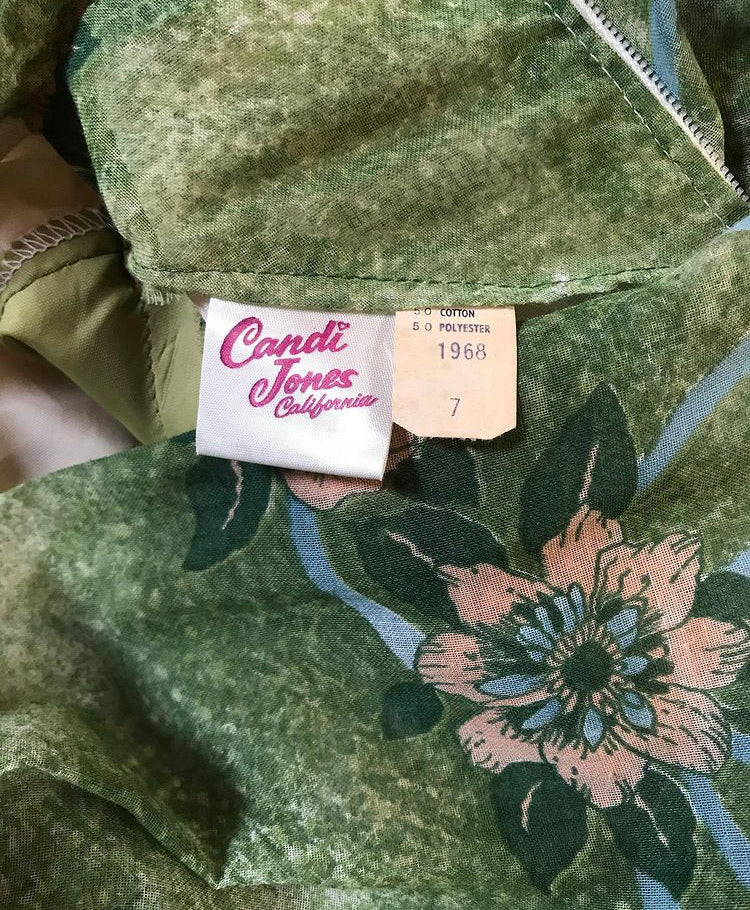 Candi
Jones
California
50 COTTON
50 POLYESTER
1968
7